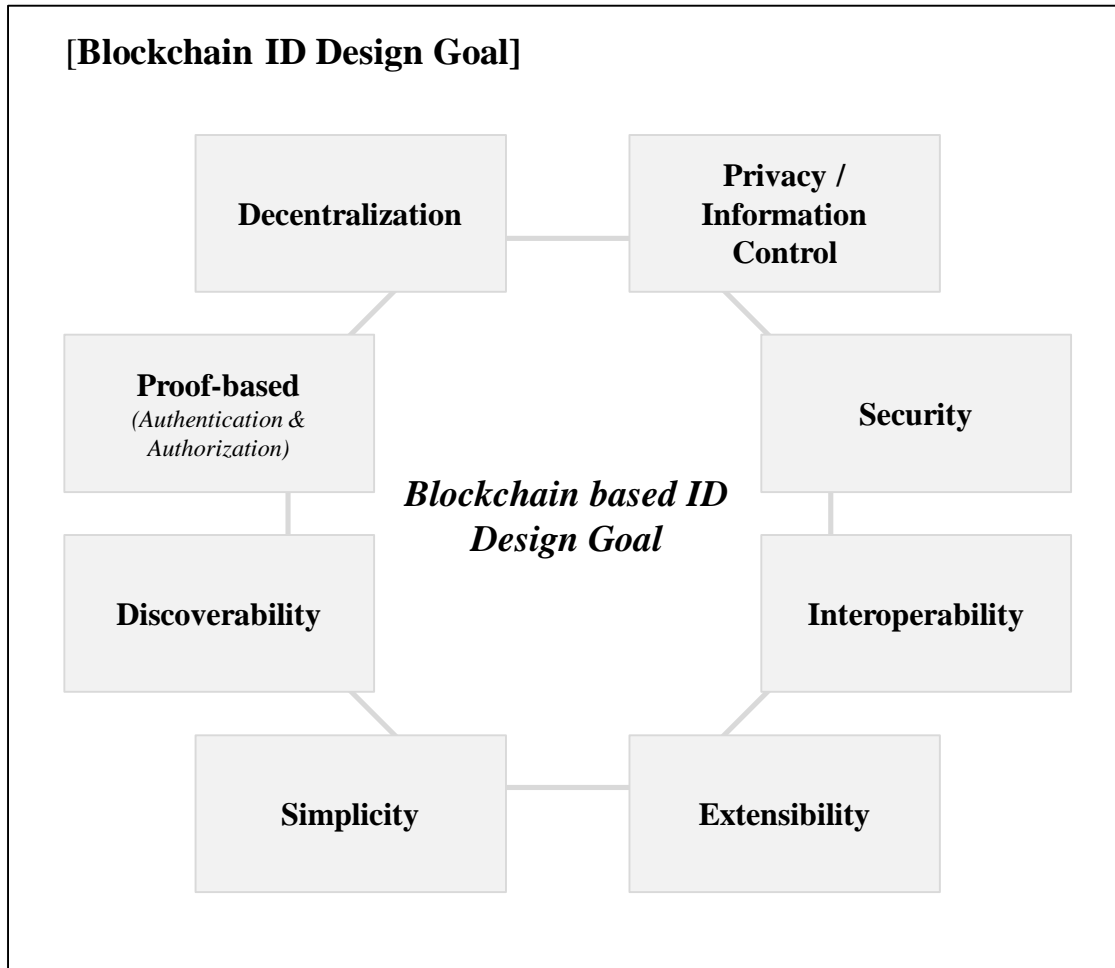 [Blockchain ID Design Goal]
Decentralization
Privacy /
Information
Control
Proof-based
(Authentication &
Authorization)
Security
Blockchain based ID
Design Goal
Discoverability
Interoperability
Simplicity
Extensibility